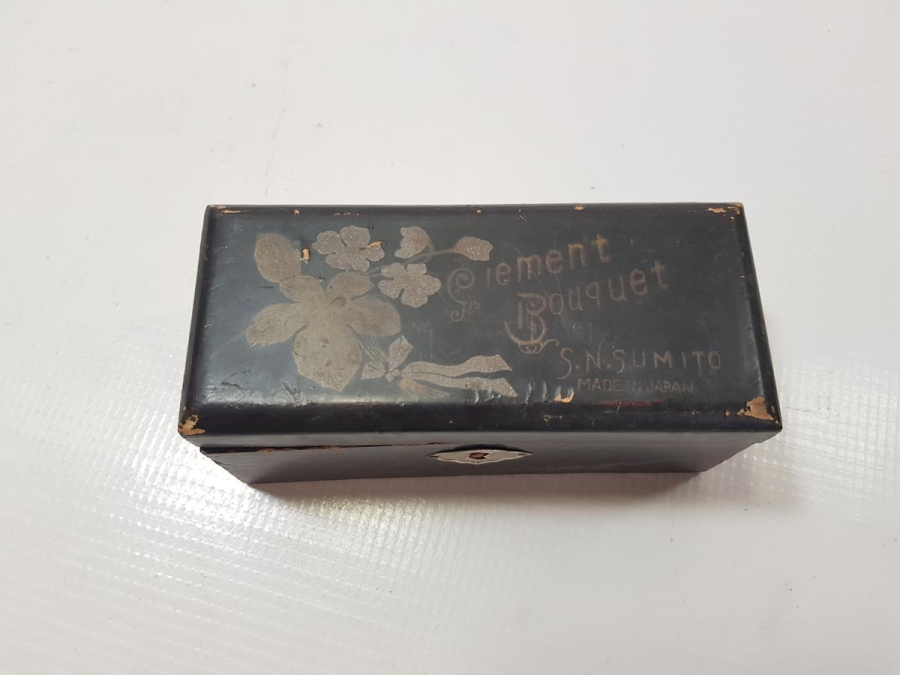 Clement
Bouquet
S.N.SUMITO
MADE IN JAPAN